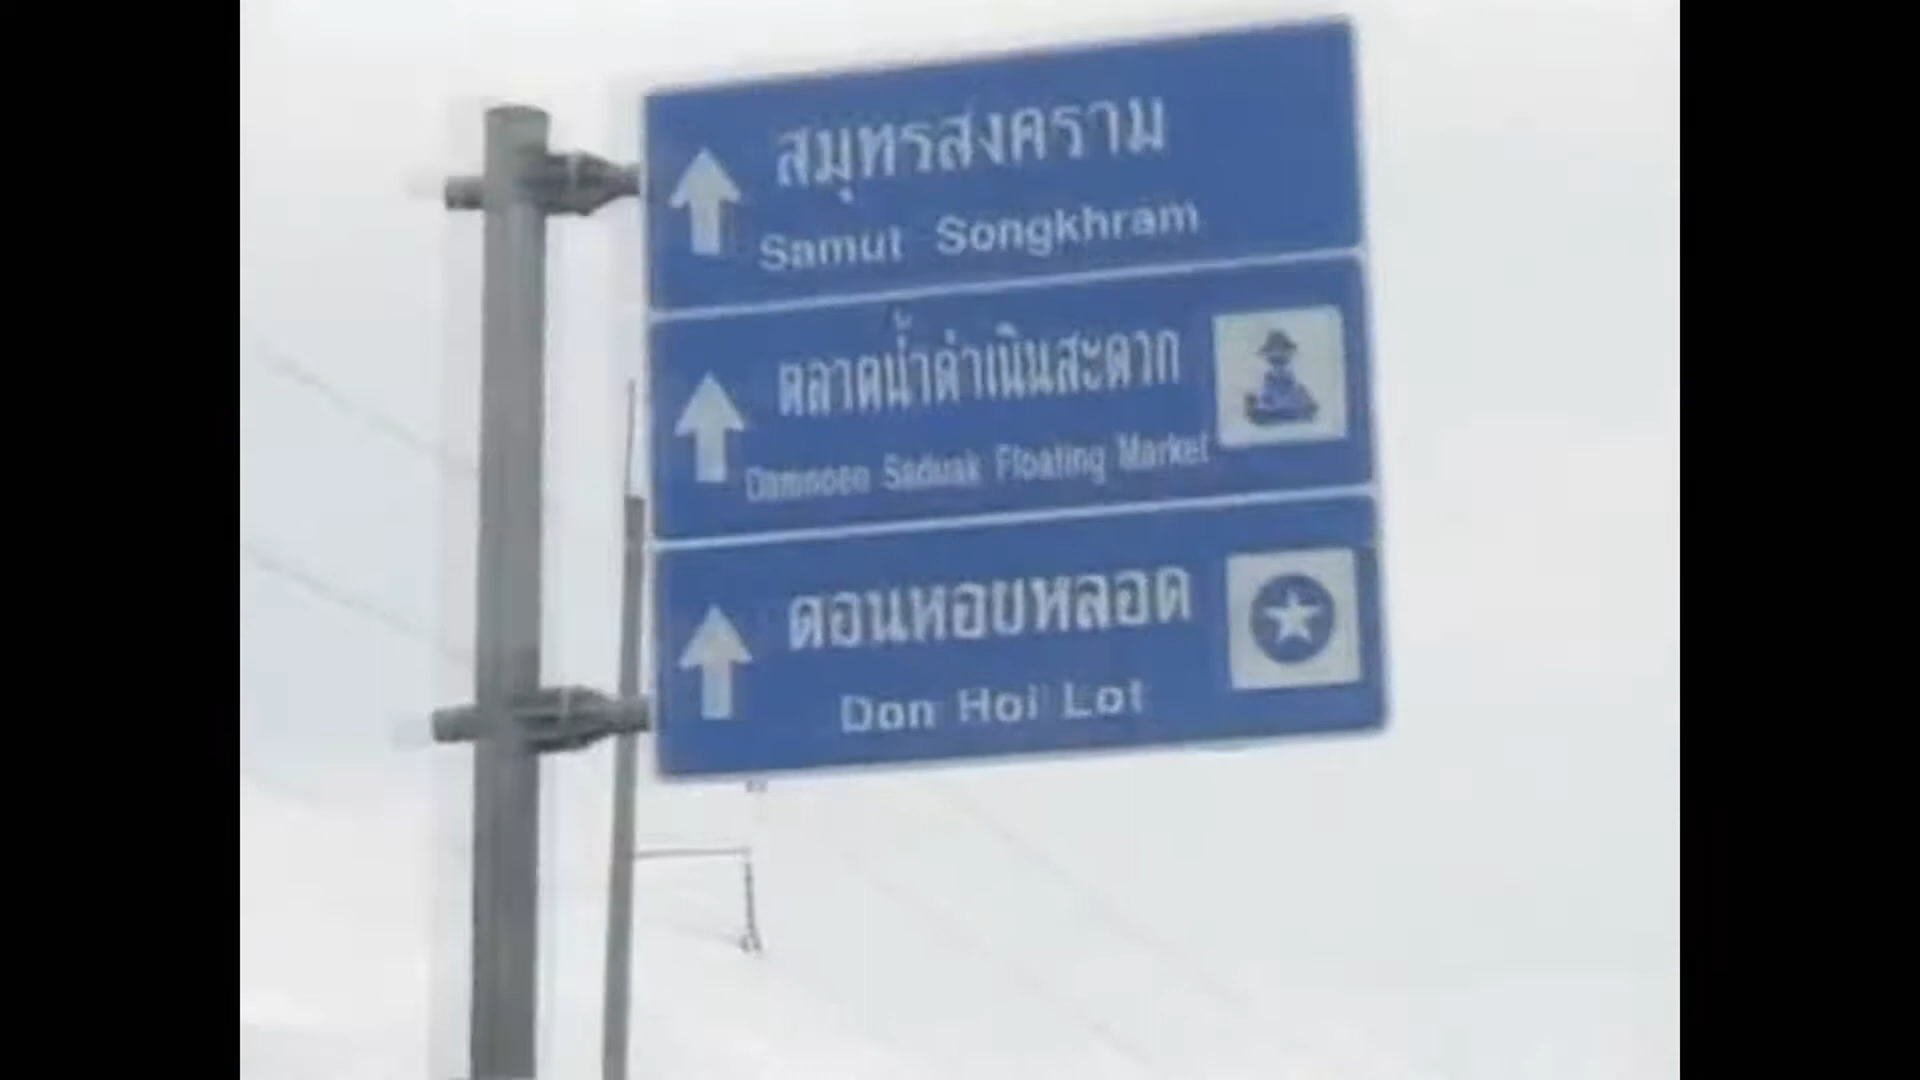 สมุทรสงคราม
Samut Songkhram
ตลาดน้ำดำเนินสะดวก
Damnoen Saduak Floating Market
ดอนหอยหลอด
Don Hoi Lot